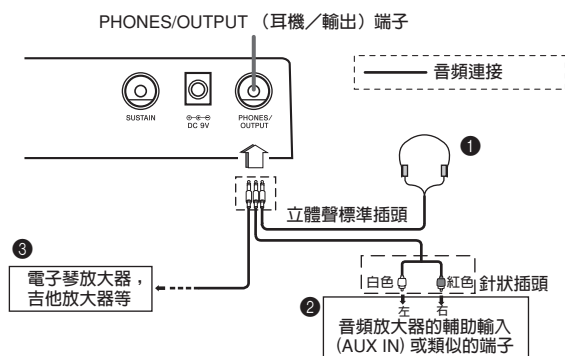 PHONES/OUTPUT （耳機／輸出）端子
音頻連接
SUSTAIN
DC 9V
PHONES/
OUTPUT
❶
立體聲標準插頭
❸
電子琴放大器，
吉他放大器等
白色
紅色
針狀插頭
左
右
❷
音頻放大器的輔助輸入
(AUX IN) 或類似的端子